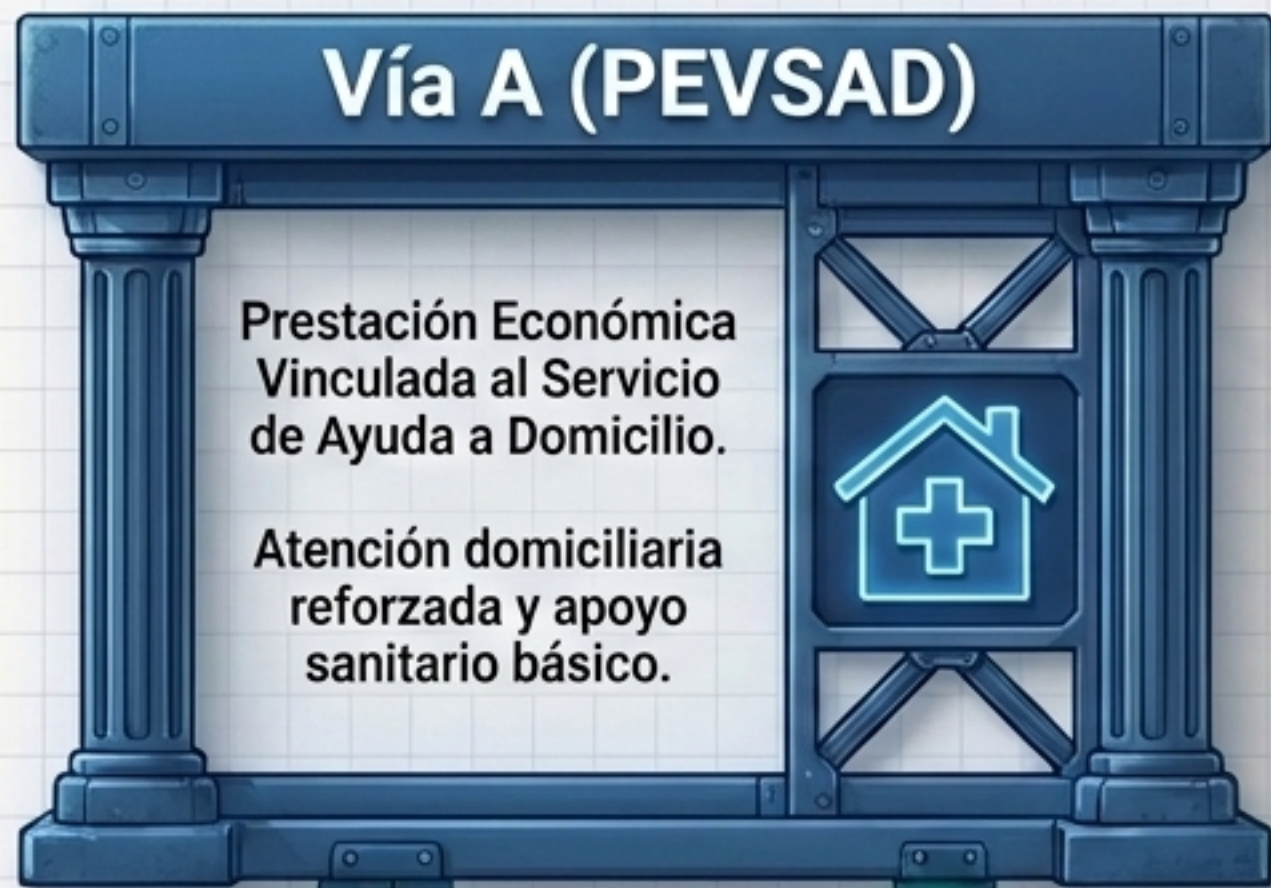 Vía A (PEVSAD)
Prestación Económica
Vinculada al Servicio
de Ayuda a Domicilio.
Atención domiciliaria
reforzada y apoyo
sanitario básico.